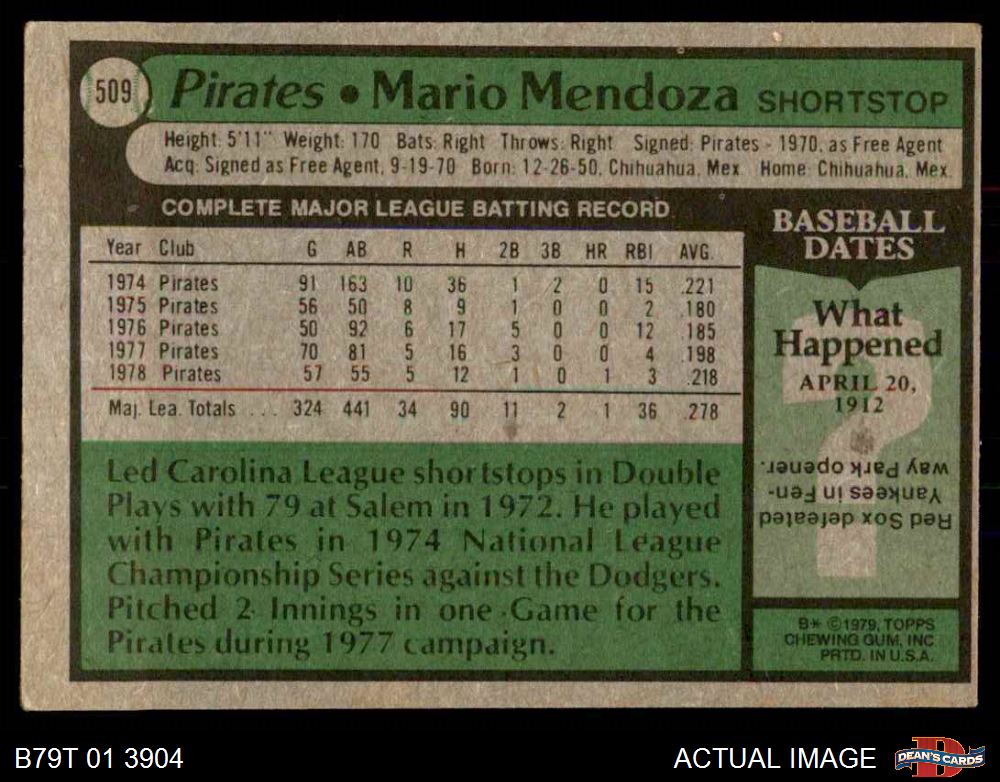 509
Pirates • Mario Mendoza SHORTSTOP
Height: 5'11" Weight: 170 Bats: Right Throws: Right Signed: Pirates - 1970, as Free Agent
Acq: Signed as Free Agent, 9-19-70 Born: 12-26-50, Chihuahua, Mex. Home: Chihuahua, Mex.
COMPLETE MAJOR LEAGUE BATTING RECORD
Year Club G AB R H 2B 3B HR RBI AVG.
1974 Pirates 91 163 10 36 1 2 0 15 .221
1975 Pirates 56 50 8 9 1 0 0 2 .180
1976 Pirates 50 92 6 17 5 0 0 12 .185
1977 Pirates 70 81 5 16 3 0 0 4 .198
1978 Pirates 57 55 5 12 1 0 1 3 .218
Maj. Lea. Totals ... 324 441 34 90 11 2 1 36 .278
Led Carolina League shortstops in Double
Plays with 79 at Salem in 1972. He played
with Pirates in 1974 National League
Championship Series against the Dodgers.
Pitched 2 Innings in one Game for the
Pirates during 1977 campaign.
BASEBALL
DATES
What
Happened
APRIL 20,
1912
Red Sox defeated
Yankees in Fen-
way Park opener.
B* ©1979, TOPPS
CHEWING GUM, INC
PRTD. IN U.S.A.
B79T 01 3904
ACTUAL IMAGE
D
DEAN'S CARDS